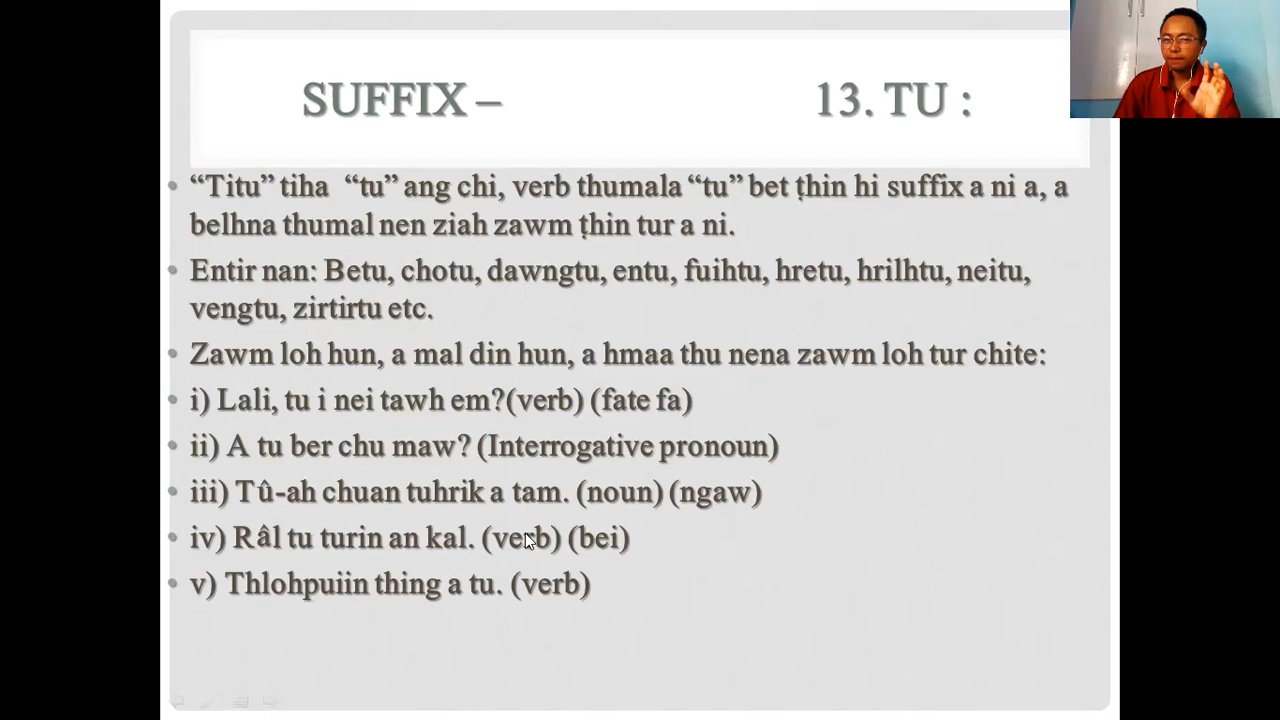 SUFFIX – 13. TU :
“Titu” tiha “tu” ang chi, verb thumala “tu” bet ṭhin hi suffix a ni a, a
belhna thumal nen ziah zawm ṭhin tur a ni.
Entir nan: Betu, chotu, dawngtu, entu, fuihtu, hretu, hrilhtu, neitu,
vengtu, zirtirtu etc.
Zawm loh hun, a mal din hun, a hmaa thu nena zawm loh tur chite:
i) Lali, tu i nei tawh em?(verb) (fate fa)
ii) A tu ber chu maw? (Interrogative pronoun)
iii) Tû-ah chuan tuhrik a tam. (noun) (ngaw)
iv) Râl tu turin an kal. (verb) (bei)
v) Thlohpuiin thing a tu. (verb)